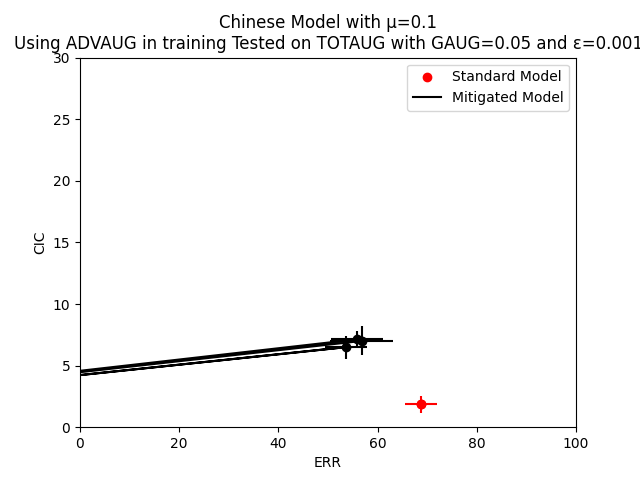 Chinese Model with μ=0.1
Using ADVAUG in training Tested on TOTAUG with GAUG=0.05 and ε=0.001
Standard Model
Mitigated Model
30
25
20
15
10
5
0
CIC
0 20 40 60 80 100
ERR